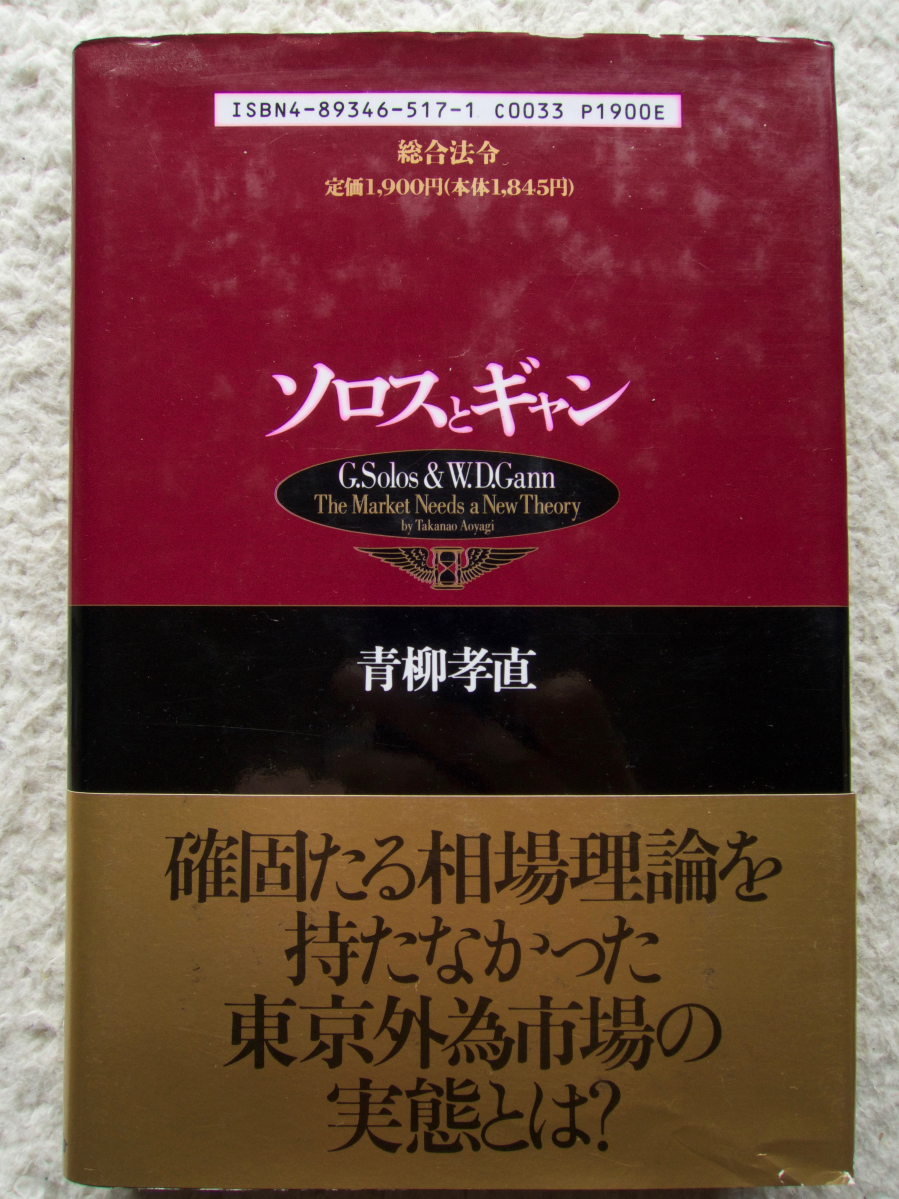 ISBN4-89346-517-1 C0033 P1900E
総合法令
定価1,900円(本体1,845円)
ソロスとギャン
G.Solos & W.D.Gann
The Market Needs a New Theory
by Takanao Aoyagi
青柳孝直
確固たる相場理論を
持たなかった
東京外為市場の
実態とは?